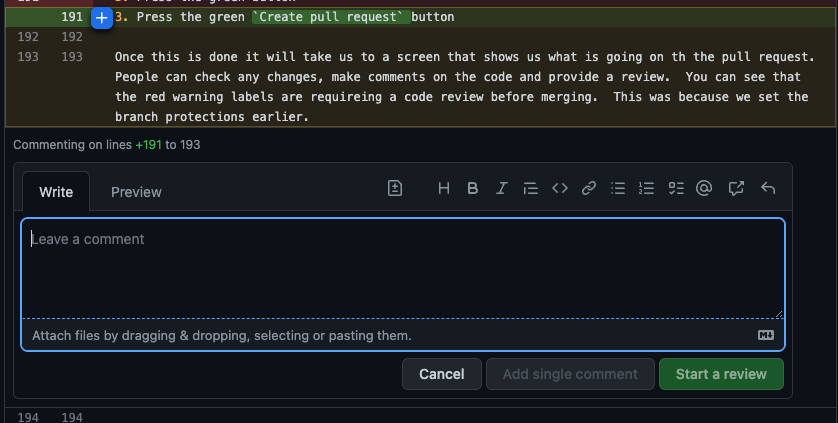 191 + 3. Press the green `Create pull request` button
192 192
193 193 Once this is done it will take us to a screen that shows us what is going on th the pull request.
People can check any changes, make comments on the code and provide a review. You can see that
the red warning labels are requireing a code review before merging. This was because we set the
branch protections earlier.
Commenting on lines +191 to 193
Write Preview
Leave a comment
Attach files by dragging & dropping, selecting or pasting them.
Cancel Add single comment Start a review
194 194